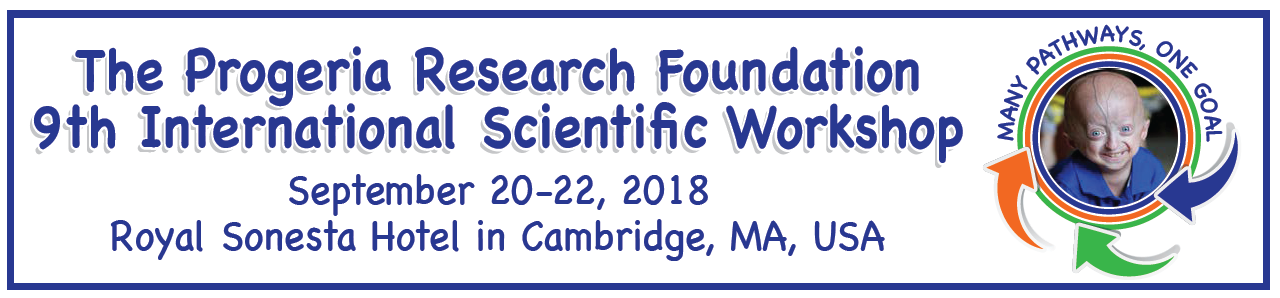 The Progeria Research Foundation
9th International Scientific Workshop
September 20-22, 2018
Royal Sonesta Hotel in Cambridge, MA, USA
MANY PATHWAYS, ONE GOAL